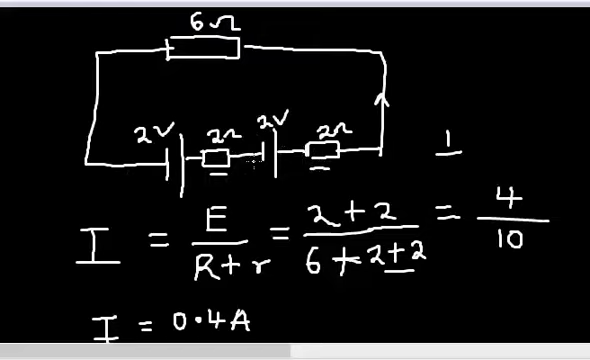 6Ω
2V 2Ω 2V 2Ω
1
I = E/(R+r) = (2+2)/(6+2+2) = 4/10
I = 0.4A